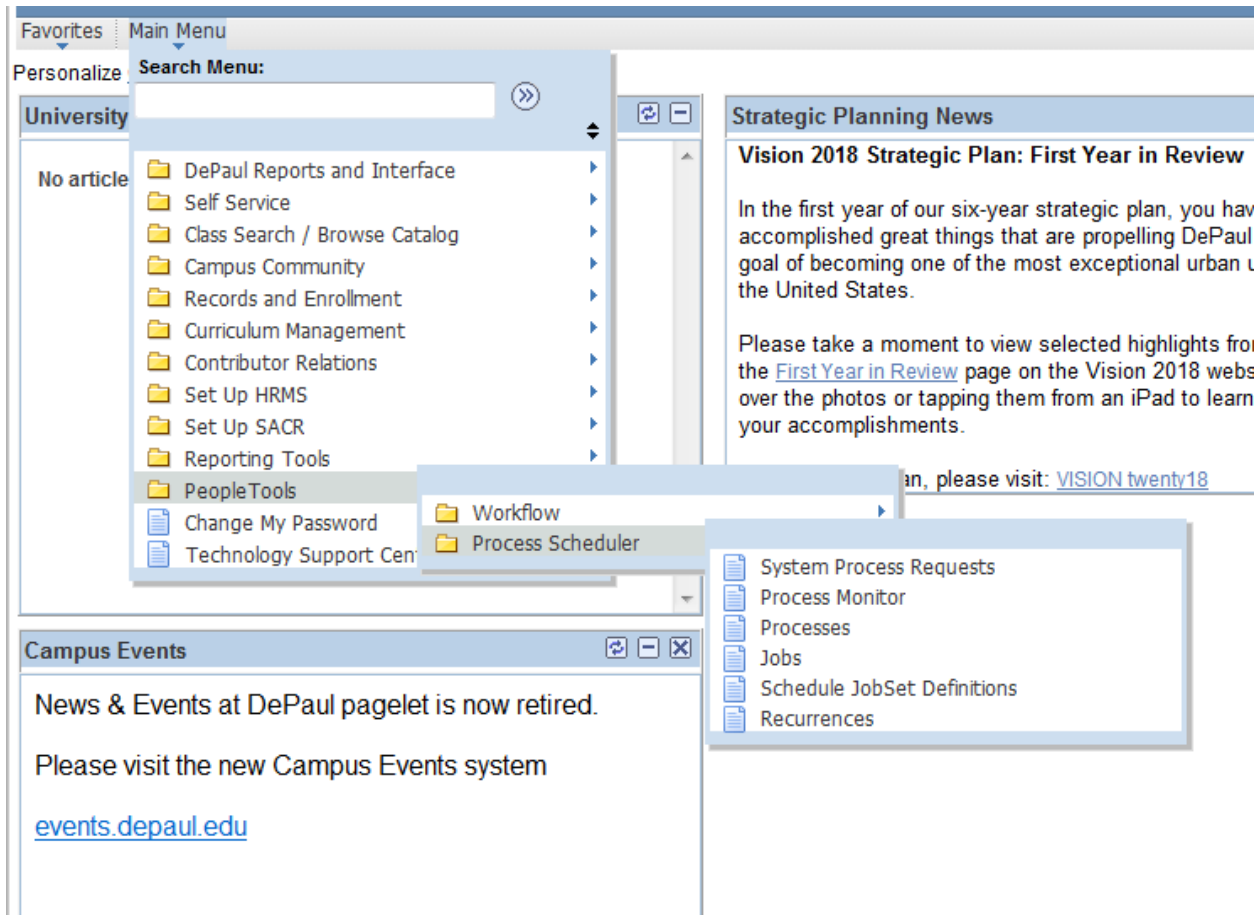 Favorites
Main Menu
Personalize
Search Menu:
University
No article
DePaul Reports and Interface
Self Service
Class Search / Browse Catalog
Campus Community
Records and Enrollment
Curriculum Management
Contributor Relations
Set Up HRMS
Set Up SACR
Reporting Tools
PeopleTools
Change My Password
Technology Support Cen
Workflow
Process Scheduler
System Process Requests
Process Monitor
Processes
Jobs
Schedule JobSet Definitions
Recurrences
Strategic Planning News
Vision 2018 Strategic Plan: First Year in Review
In the first year of our six-year strategic plan, you hav
accomplished great things that are propelling DePaul
goal of becoming one of the most exceptional urban u
the United States.
Please take a moment to view selected highlights fro
the First Year in Review page on the Vision 2018 webs
over the photos or tapping them from an iPad to learn
your accomplishments.
an, please visit: VISION twenty18
Campus Events
News & Events at DePaul pagelet is now retired.
Please visit the new Campus Events system
events.depaul.edu